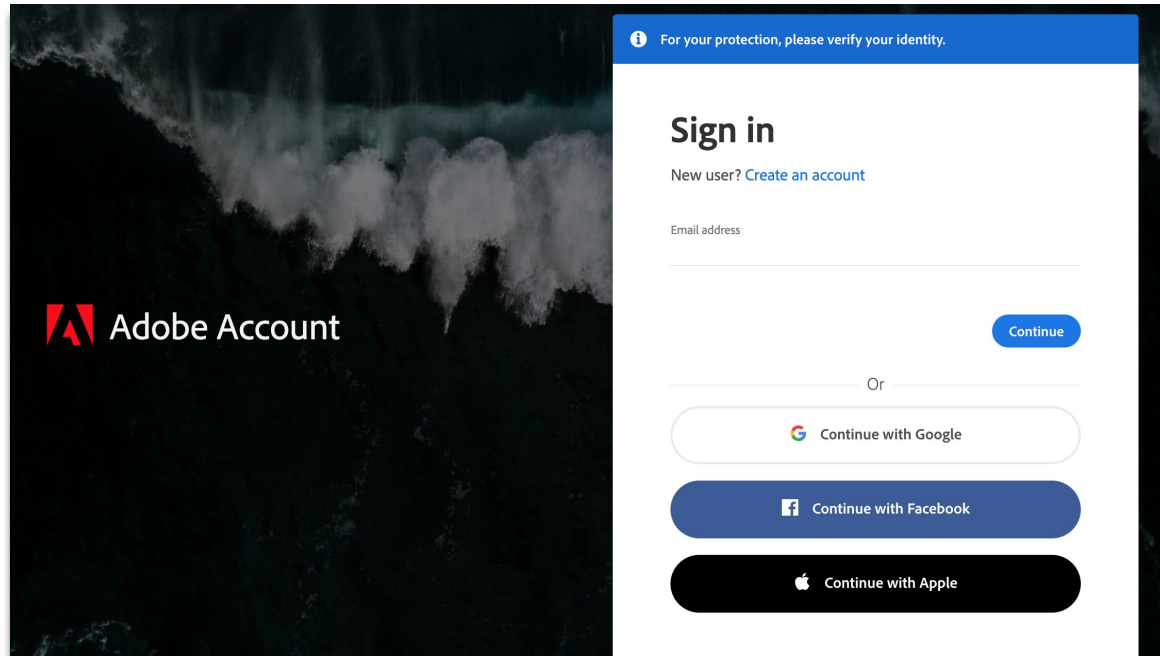 For your protection, please verify your identity.
Sign in
New user? Create an account
Email address
Adobe Account
Continue
Or
Continue with Google
Continue with Facebook
Continue with Apple